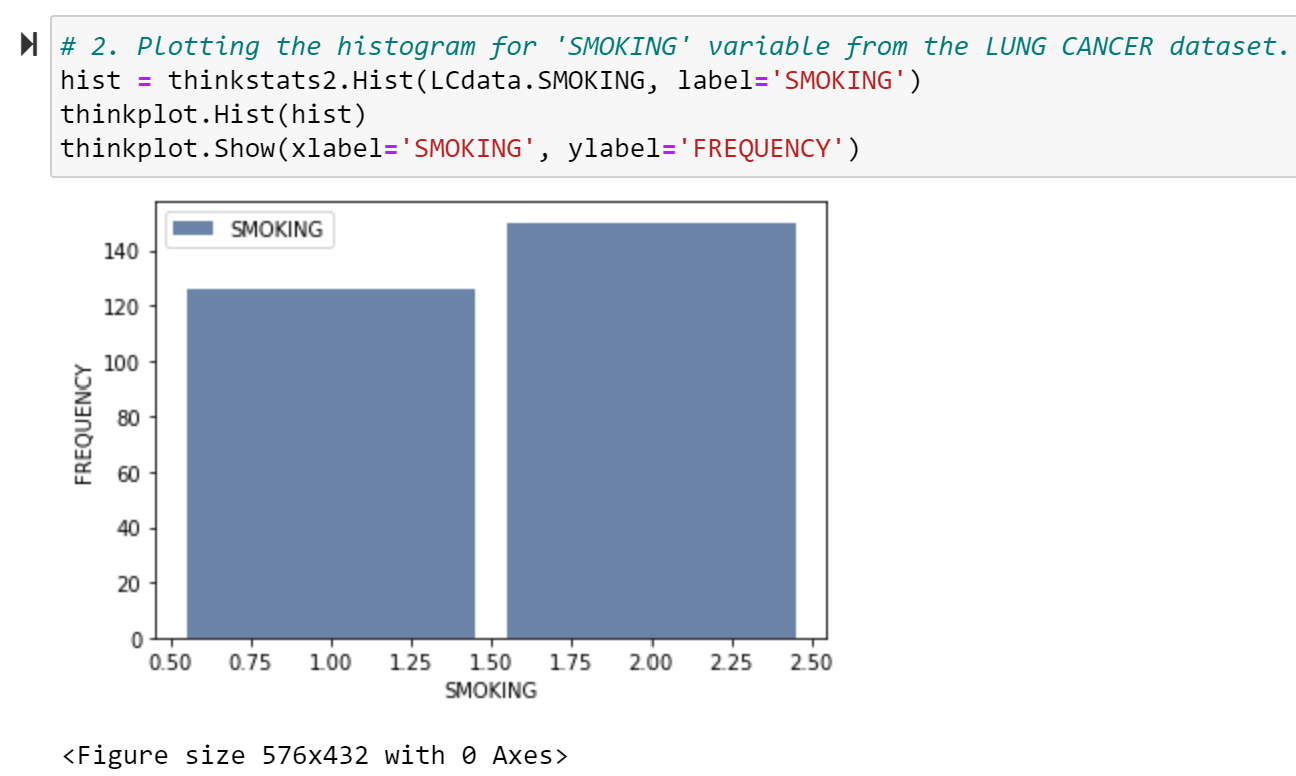 # 2. Plotting the histogram for 'SMOKING' variable from the LUNG CANCER dataset.
hist = thinkstats2.Hist(LCdata.SMOKING, label='SMOKING')
thinkplot.Hist(hist)
thinkplot.Show(xlabel='SMOKING', ylabel='FREQUENCY')
SMOKING
140
120
100
80
60
40
20
0
FREQUENCY
0.50 0.75 1.00 1.25 1.50 1.75 2.00 2.25 2.50
SMOKING
<Figure size 576x432 with 0 Axes>